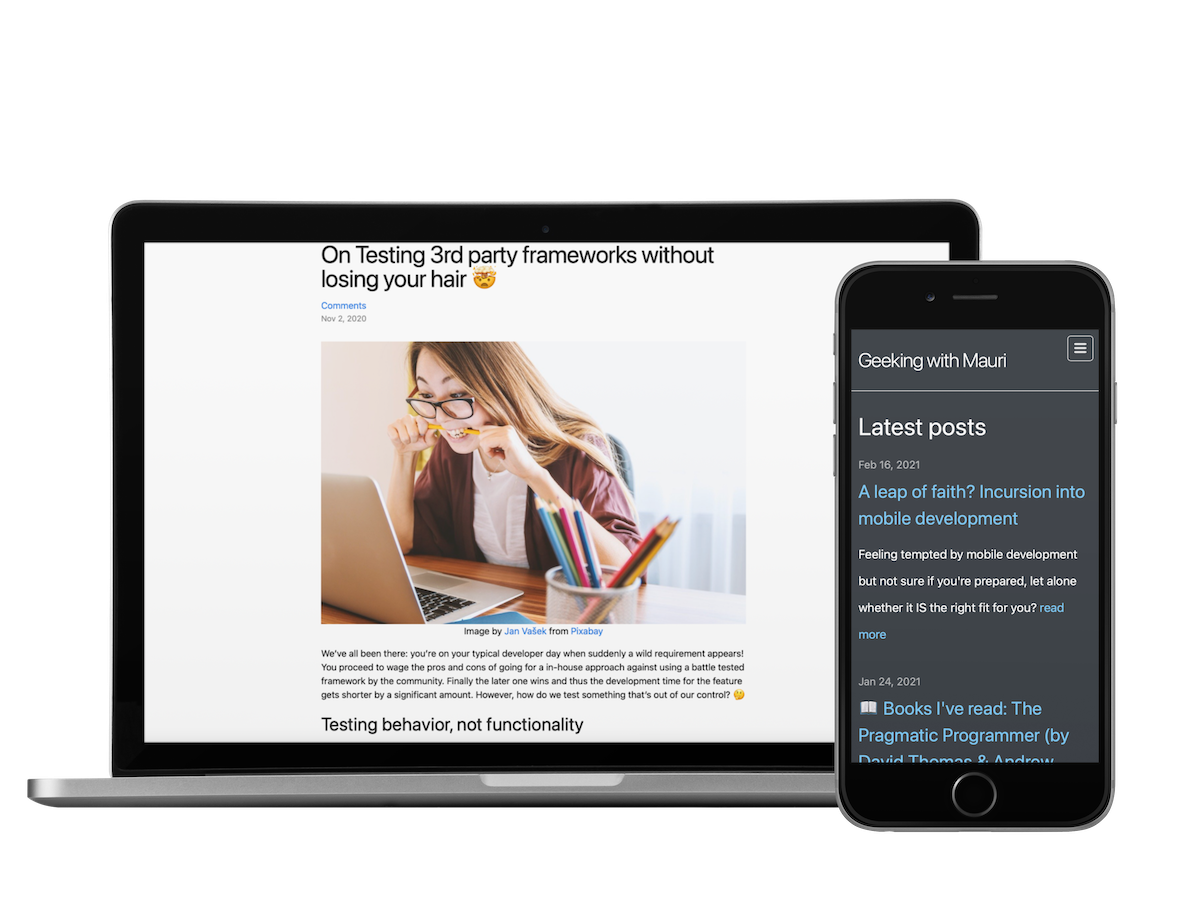 On Testing 3rd party frameworks without
losing your hair 🤯
Comments
Nov 2, 2020
Image by Jan Vašek from Pixabay
We've all been there: you're on your typical developer day when suddenly a wild requirement appears!
You proceed to wage the pros and cons of going for a in-house approach against using a battle tested
framework by the community. Finally the later one wins and thus the development time for the feature
gets shorter by a significant amount. However, how do we test something that's out of our control? 🤔
Testing behavior, not functionality
Geeking with Mauri
Latest posts
Feb 16, 2021
A leap of faith? Incursion into
mobile development
Feeling tempted by mobile development
but not sure if you're prepared, let alone
whether it IS the right fit for you? read
more
Jan 24, 2021
📖 Books I've read: The
Pragmatic Programmer (by
David Thomas & Andrew